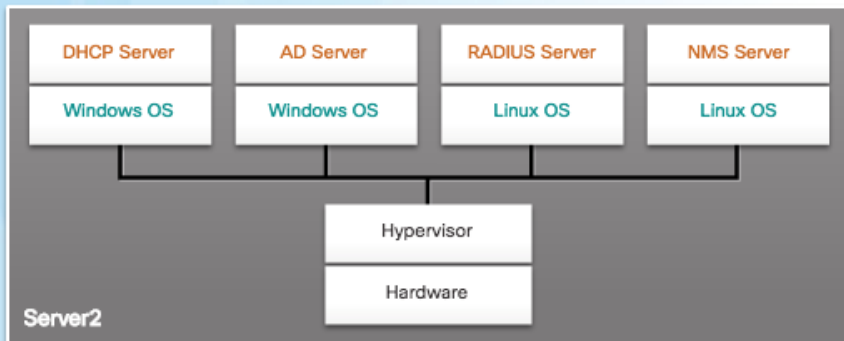 DHCP Server
AD Server
RADIUS Server
NMS Server
Windows OS
Windows OS
Linux OS
Linux OS
Hypervisor
Hardware
Server2